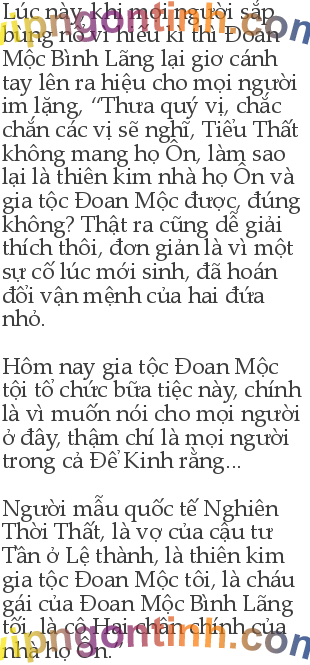 Lúc này, khi mọi người sắp
bùng nổ vì hiếu kì thì Đoan
Mộc Bình Lãng lại giơ cánh
tay lên ra hiệu cho mọi người
im lặng, “Thưa quý vị, chắc
chắn các vị sẽ nghĩ, Tiểu Thất
không mang họ Ôn, làm sao
lại là thiên kim nhà họ Ôn và
gia tộc Đoan Mộc được, đúng
không? Thật ra cũng dễ giải
thích thôi, đơn giản là vì một
sự cố lúc mới sinh, đã hoán
đổi vận mệnh của hai đứa
nhỏ.
Hôm nay gia tộc Đoan Mộc
tội tổ chức bữa tiệc này, chính
là vì muốn nói cho mọi người
ở đây, thậm chí là mọi người
trong cả Để Kinh rằng...
Người mẫu quốc tế Nghiên
Thời Thất, là vợ của cậu tư
Tần ở Lệ thành, là thiên kim
gia tộc Đoan Mộc tôi, là cháu
gái của Đoan Mộc Bình Lãng
tôi, là cô Hai chân chính của
nhà họ Ôn.”
vipngontinh.com